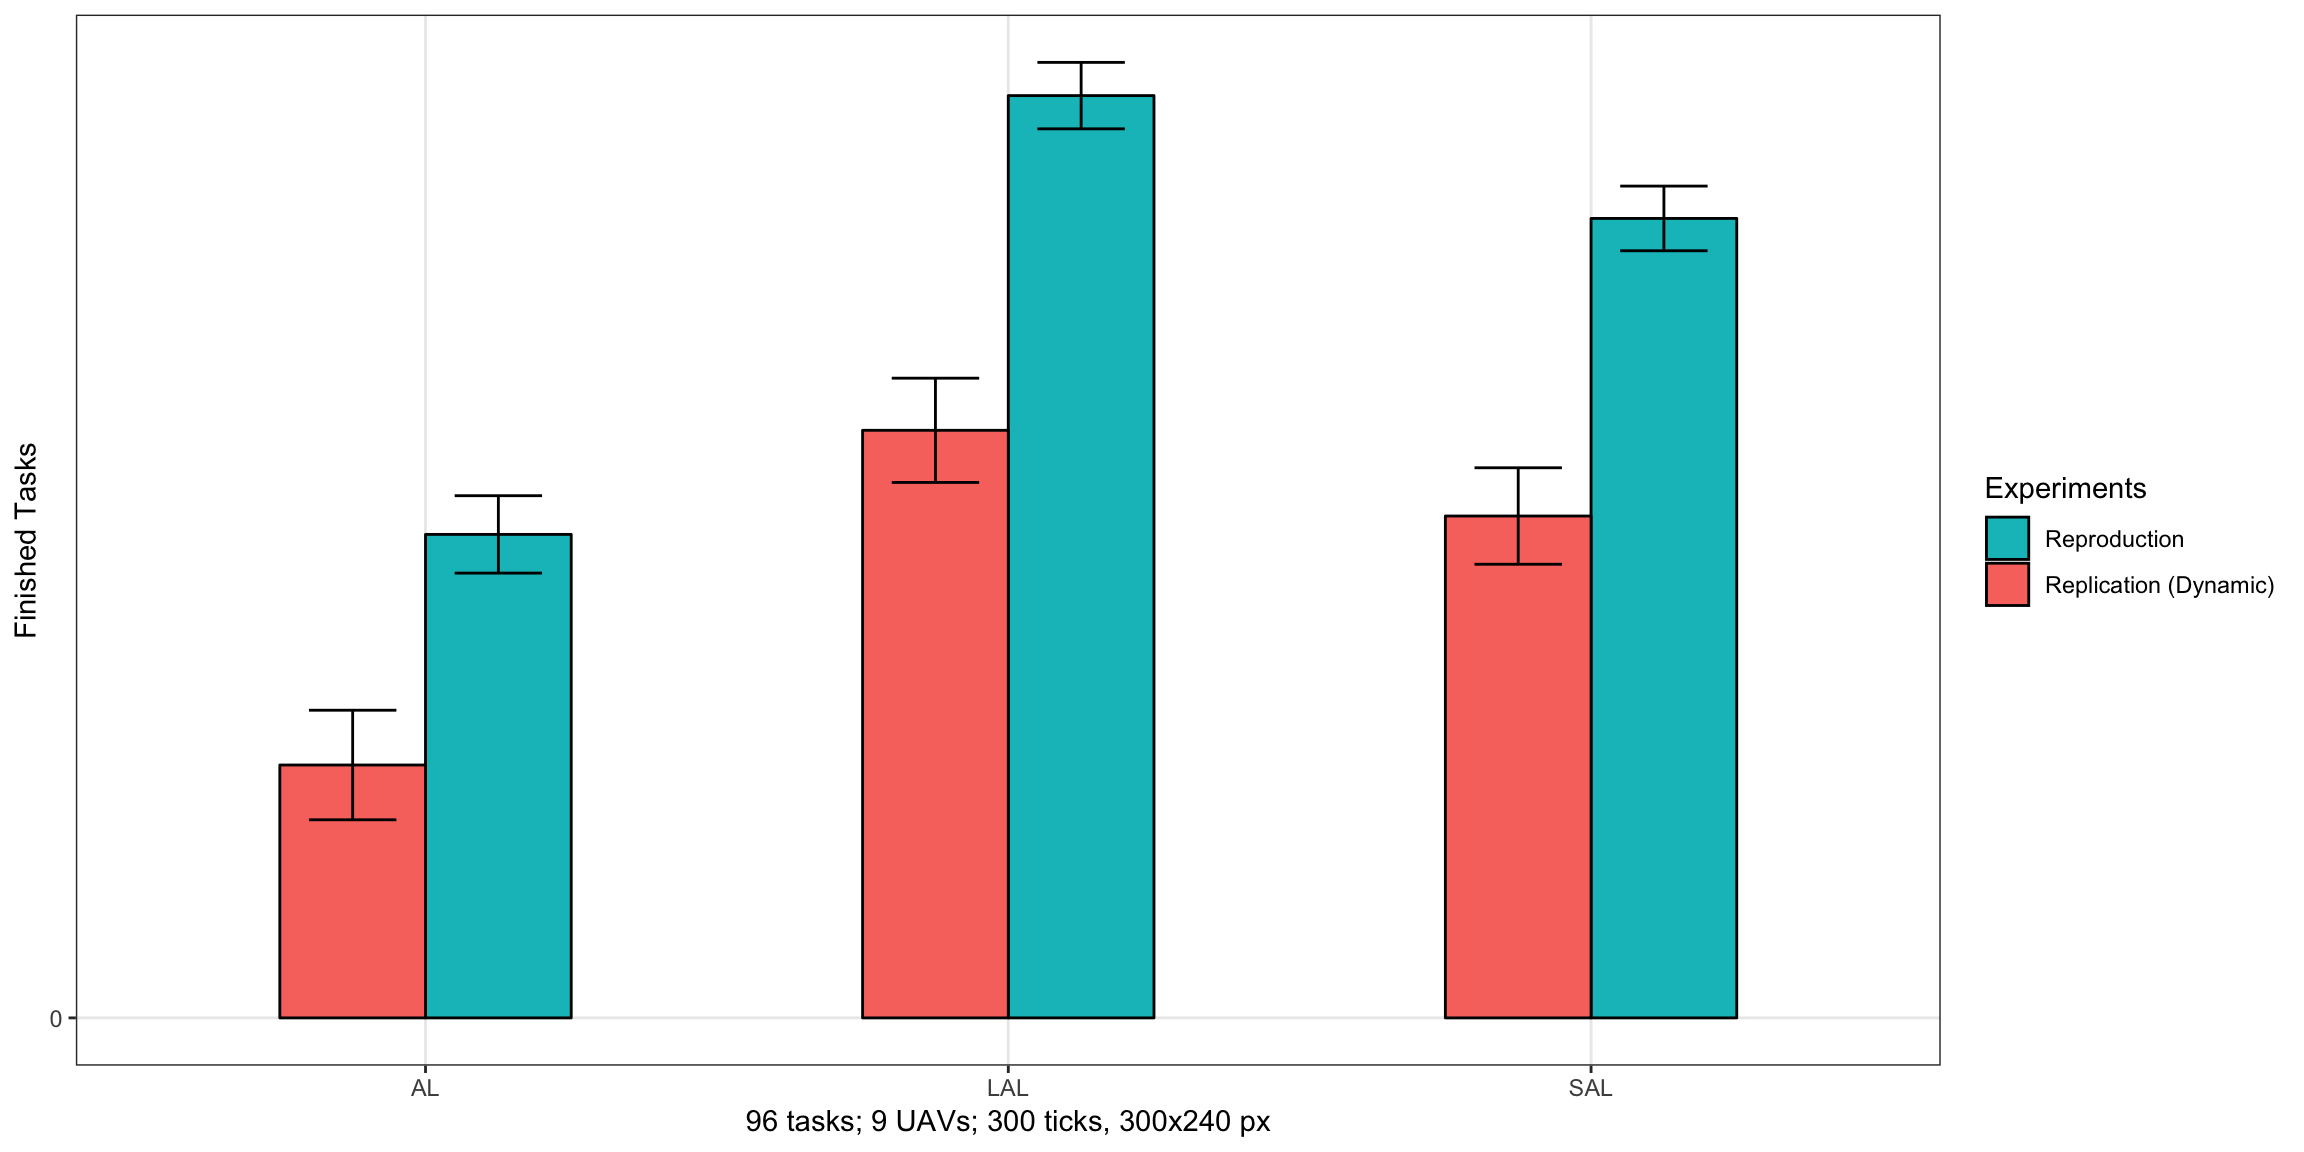 Finished Tasks
0
AL
LAL
SAL
96 tasks; 9 UAVs; 300 ticks, 300x240 px
Experiments
Reproduction
Replication (Dynamic)